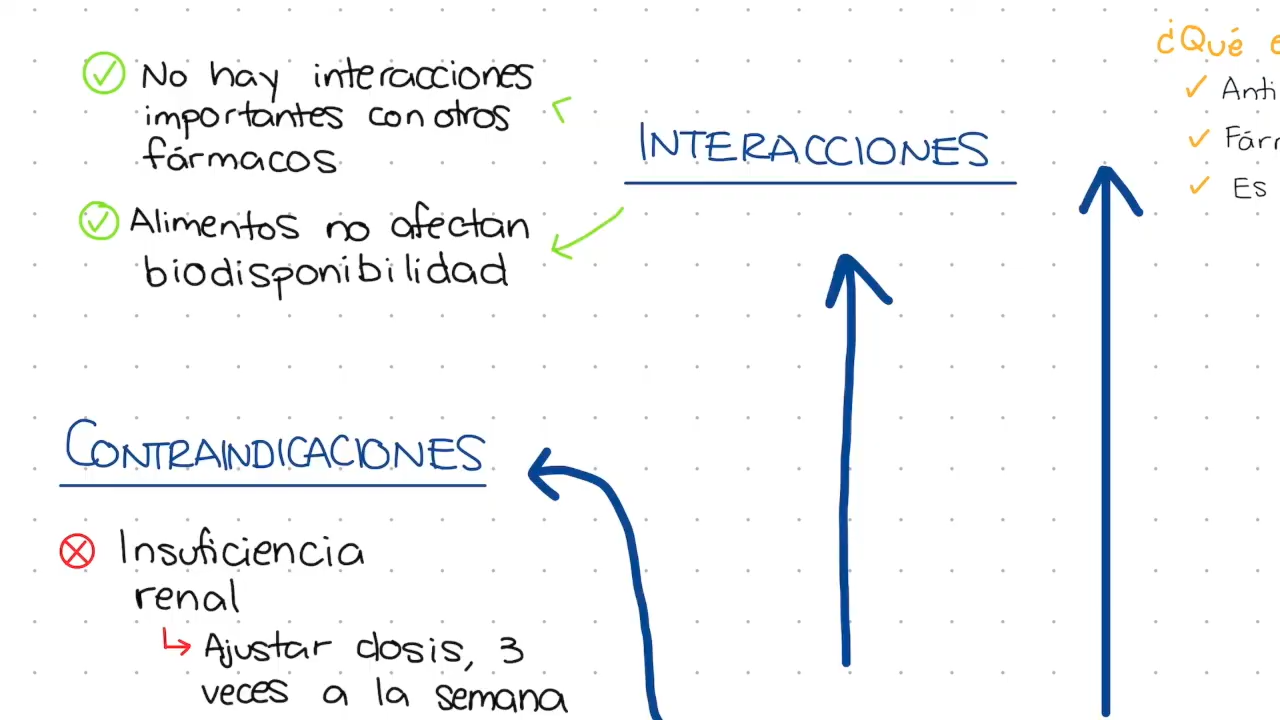 No hay interacciones
importantes con otros
fármacos
Alimentos no afectan
biodisponibilidad
INTERACCIONES
¿Qué e
Anti
Fárr
Es
CONTRAINDICACIONES
Insuficiencia
renal
Ajustar dosis, 3
veces a la semana